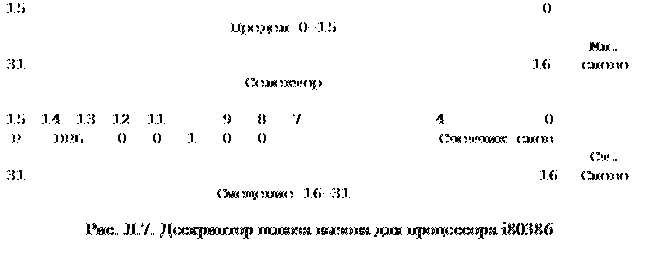 15 0
Предел 0-15
Мл.
31 16 слово
Селектор
15 14 13 12 11 9 8 7 4 0
P DPL 0 0 1 0 0 Счетчик слов
Ст.
31 16 Слово
Смещение 16-31
Рис. Л.7. Дескриптор шлюза вызова для процессора i80386